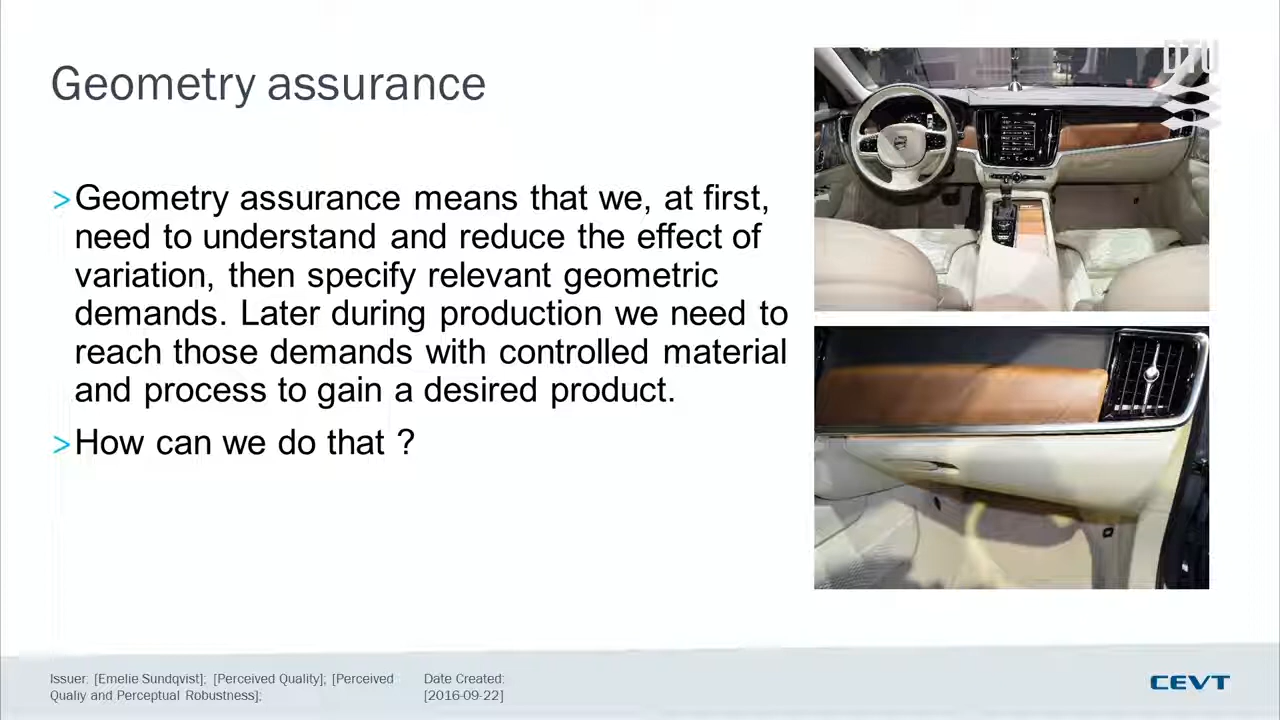 Geometry assurance
DTU
>Geometry assurance means that we, at first,
need to understand and reduce the effect of
variation, then specify relevant geometric
demands. Later during production we need to
reach those demands with controlled material
and process to gain a desired product.
>How can we do that ?
Issuer: [Emelie Sundqvist]; [Perceived Quality]; [Perceived
Qualiy and Perceptual Robustness];
Date Created:
[2016-09-22]
CEVT